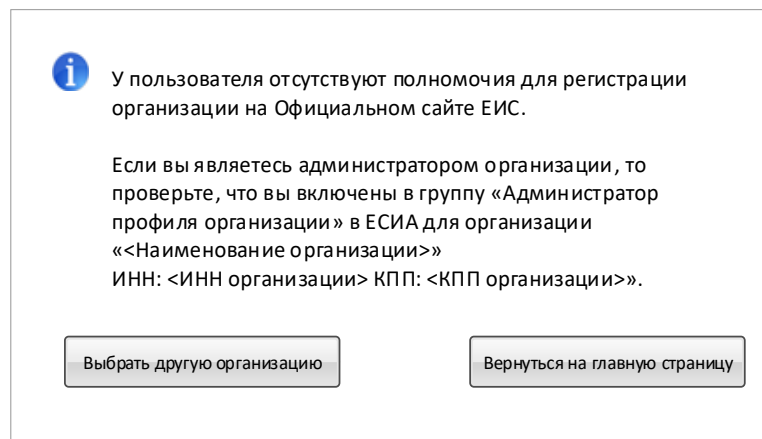 У пользователя отсутствуют полномочия для регистрации
организации на Официальном сайте ЕИС.
Если вы являетесь администратором организации, то
проверьте, что вы включены в группу «Администратор
профиля организации» в ЕСИА для организации
«<Наименование организации>»
ИНН: <ИНН организации> КПП: <КПП организации>».
Выбрать другую организацию
Вернуться на главную страницу